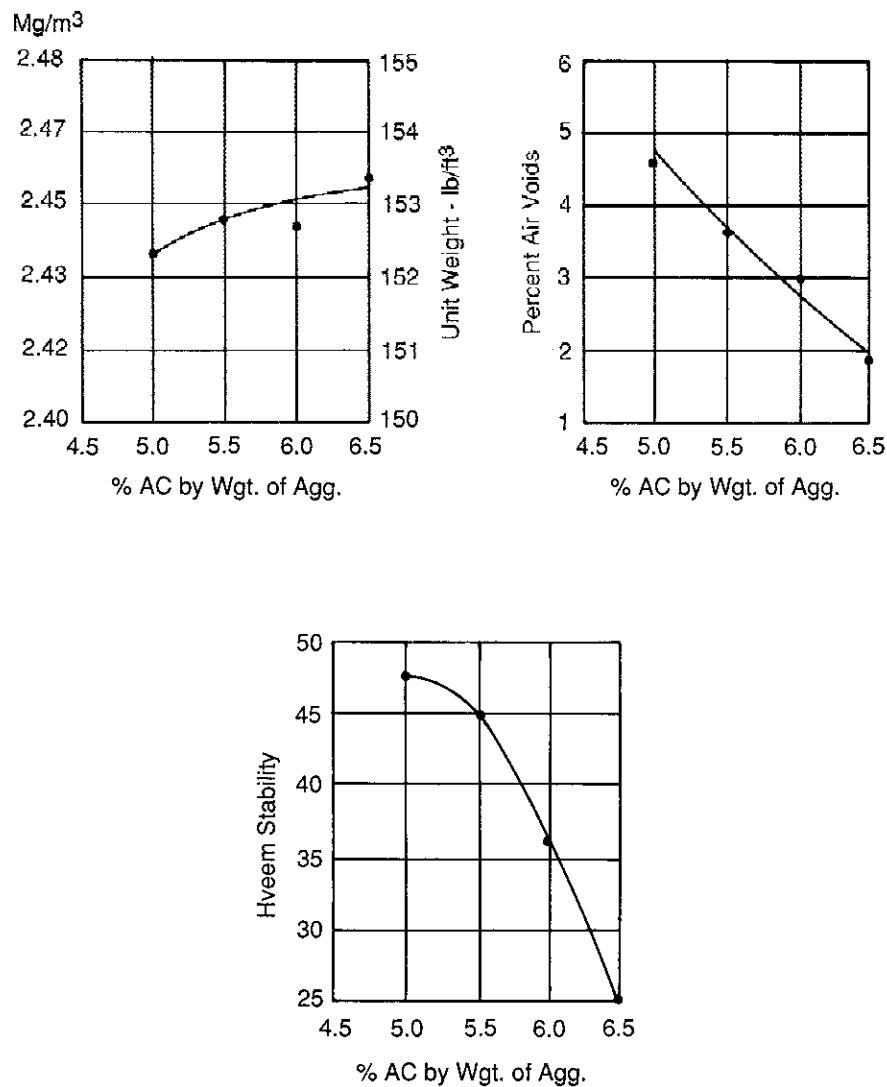 Mg/m³
2.48
2.47
2.45
2.43
2.42
2.40
155
154
153
152
151
150
Unit Weight - lb/ft³
4.5 5.0 5.5 6.0 6.5
% AC by Wgt. of Agg.
6
5
4
3
2
1
Percent Air Voids
4.5 5.0 5.5 6.0 6.5
% AC by Wgt. of Agg.
50
45
40
35
30
25
Hveem Stability
4.5 5.0 5.5 6.0 6.5
% AC by Wgt. of Agg.